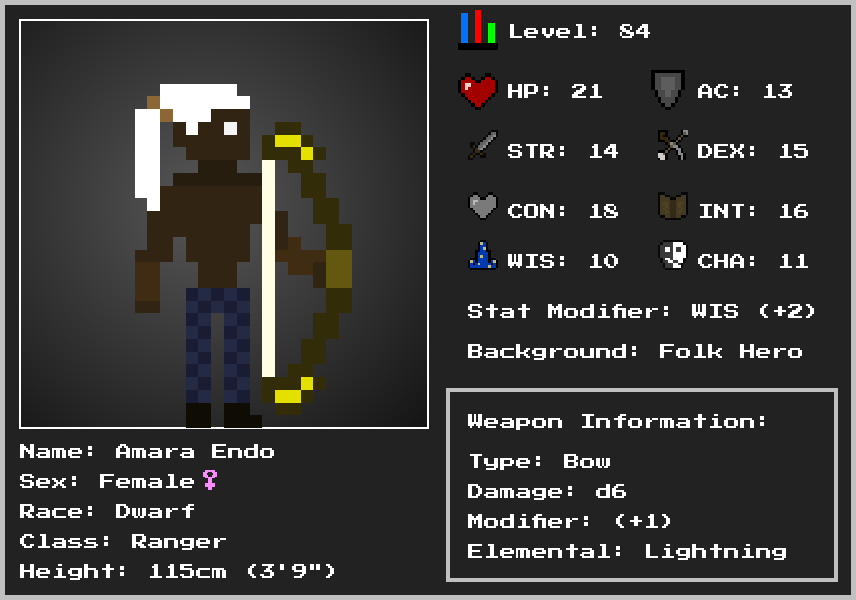 Level: 84
HP: 21
AC: 13
STR: 14
DEX: 15
CON: 18
INT: 16
WIS: 10
CHA: 11
Stat Modifier: WIS (+2)
Background: Folk Hero
Weapon Information:
Type: Bow
Damage: d6
Modifier: (+1)
Elemental: Lightning
Name: Amara Endo
Sex: Female♀
Race: Dwarf
Class: Ranger
Height: 115cm (3'9")